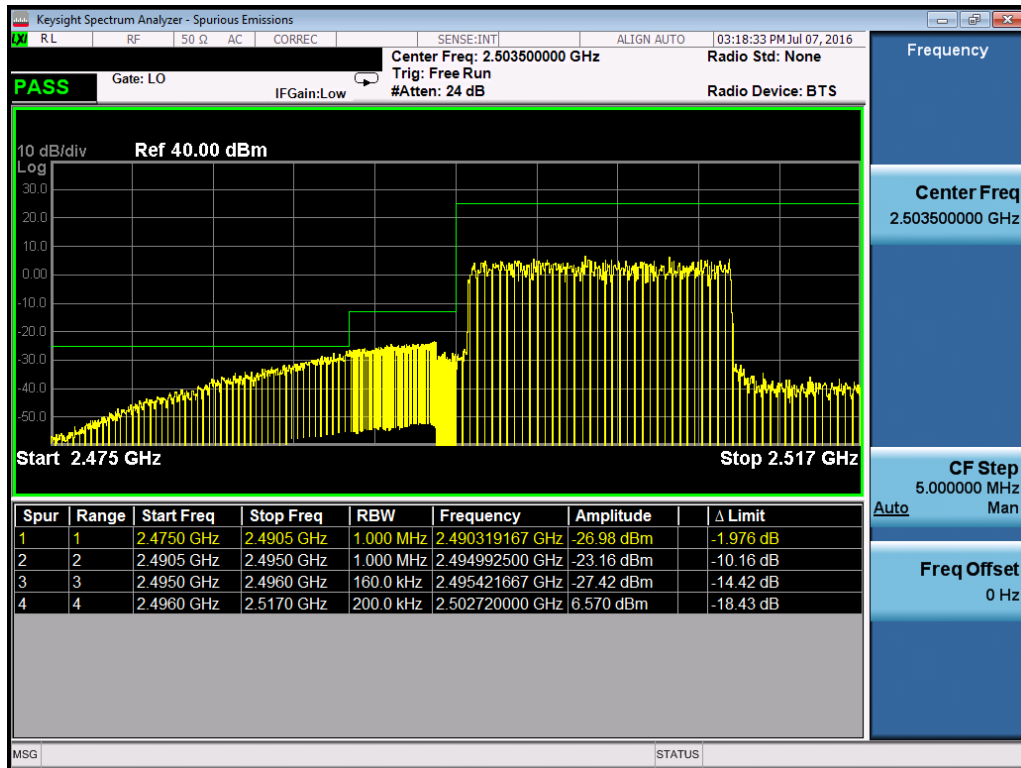 Keysight Spectrum Analyzer - Spurious Emissions
LXI RL RF 50 Ω AC CORREC SENSE:INT ALIGN AUTO 03:18:33 PM Jul 07, 2016
Center Freq: 2.503500000 GHz Radio Std: None
PASS Gate: LO Trig: Free Run
IFGain:Low #Atten: 24 dB Radio Device: BTS
10 dB/div Ref 40.00 dBm
Log
30.0
20.0
10.0
0.00
-10.0
-20.0
-30.0
-40.0
-50.0
Start 2.475 GHz Stop 2.517 GHz
Spur Range Start Freq Stop Freq RBW Frequency Amplitude Δ Limit
1 1 2.4750 GHz 2.4905 GHz 1.000 MHz 2.490319167 GHz -26.98 dBm -1.976 dB
2 2 2.4905 GHz 2.4950 GHz 1.000 MHz 2.494992500 GHz -23.16 dBm -10.16 dB
3 3 2.4950 GHz 2.4960 GHz 160.0 kHz 2.495421667 GHz -27.42 dBm -14.42 dB
4 4 2.4960 GHz 2.5170 GHz 200.0 kHz 2.502720000 GHz 6.570 dBm -18.43 dB
MSG STATUS
Frequency
Center Freq
2.503500000 GHz
CF Step
5.000000 MHz
Auto Man
Freq Offset
0 Hz